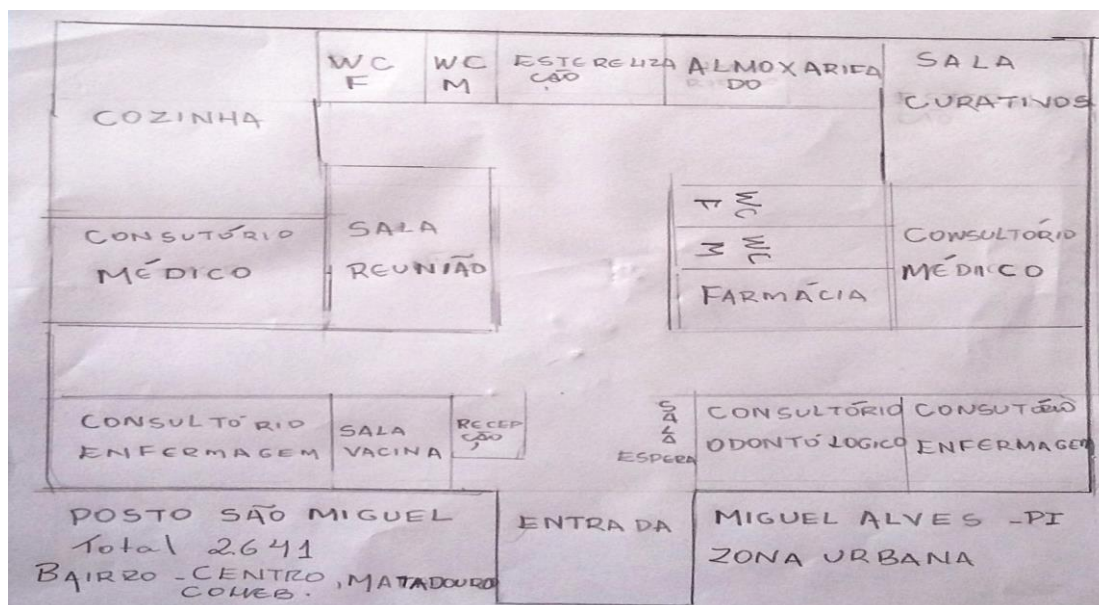 WC
F
WC
M
ESTERELIZA
ÇÃO
ALMOXARIFA
DO
SALA
CURATIVOS
COZINHA
WC
F
WC
M
SALA
REUNIÃO
CONSUTÓRIO
MÉDICO
CONSULTÓRIO
MÉDICO
FARMÁCIA
CONSULTÓRIO
ENFERMAGEM
SALA
VACINA
RECEP
ÇÃO
SALA
ESPERA
CONSULTÓRIO
ODONTÓLOGICO
CONSUTÓRIO
ENFERMAGEM
POSTO SÃO MIGUEL
Total 2641
BAIRRO - CENTRO, MATADOURO
ENTRADA
MIGUEL ALVES - PI
ZONA URBANA